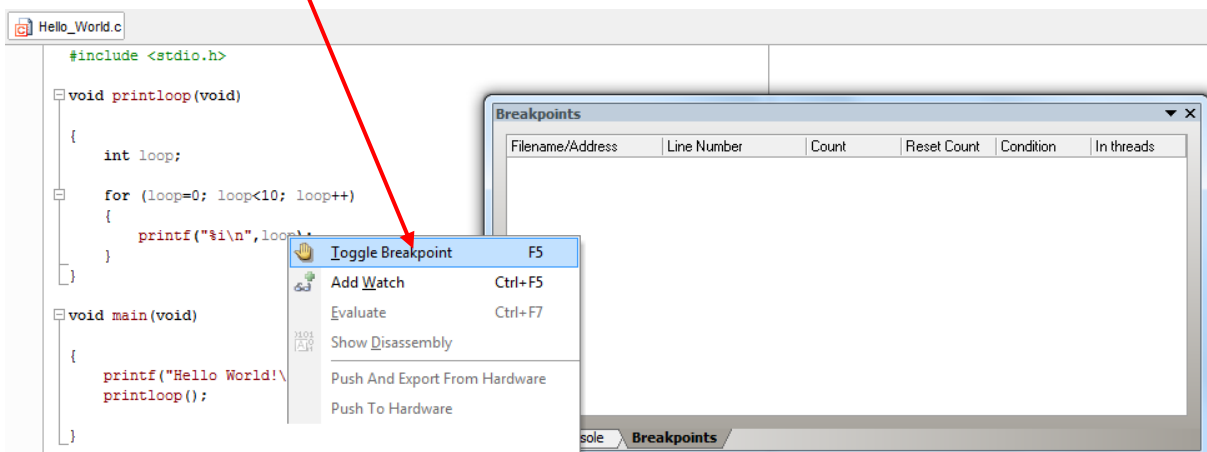 Hello_World.c
#include <stdio.h>
void printloop(void)
{
int loop;
for (loop=0; loop<10; loop++)
{
printf("%i\n",loop);
}
}
void main(void)
{
printf("Hello World!\
printloop();
}
Toggle Breakpoint F5
Add Watch Ctrl+F5
Evaluate Ctrl+F7
Show Disassembly
Push And Export From Hardware
Push To Hardware
Breakpoints
Filename/Address Line Number Count Reset Count Condition In threads
sole Breakpoints